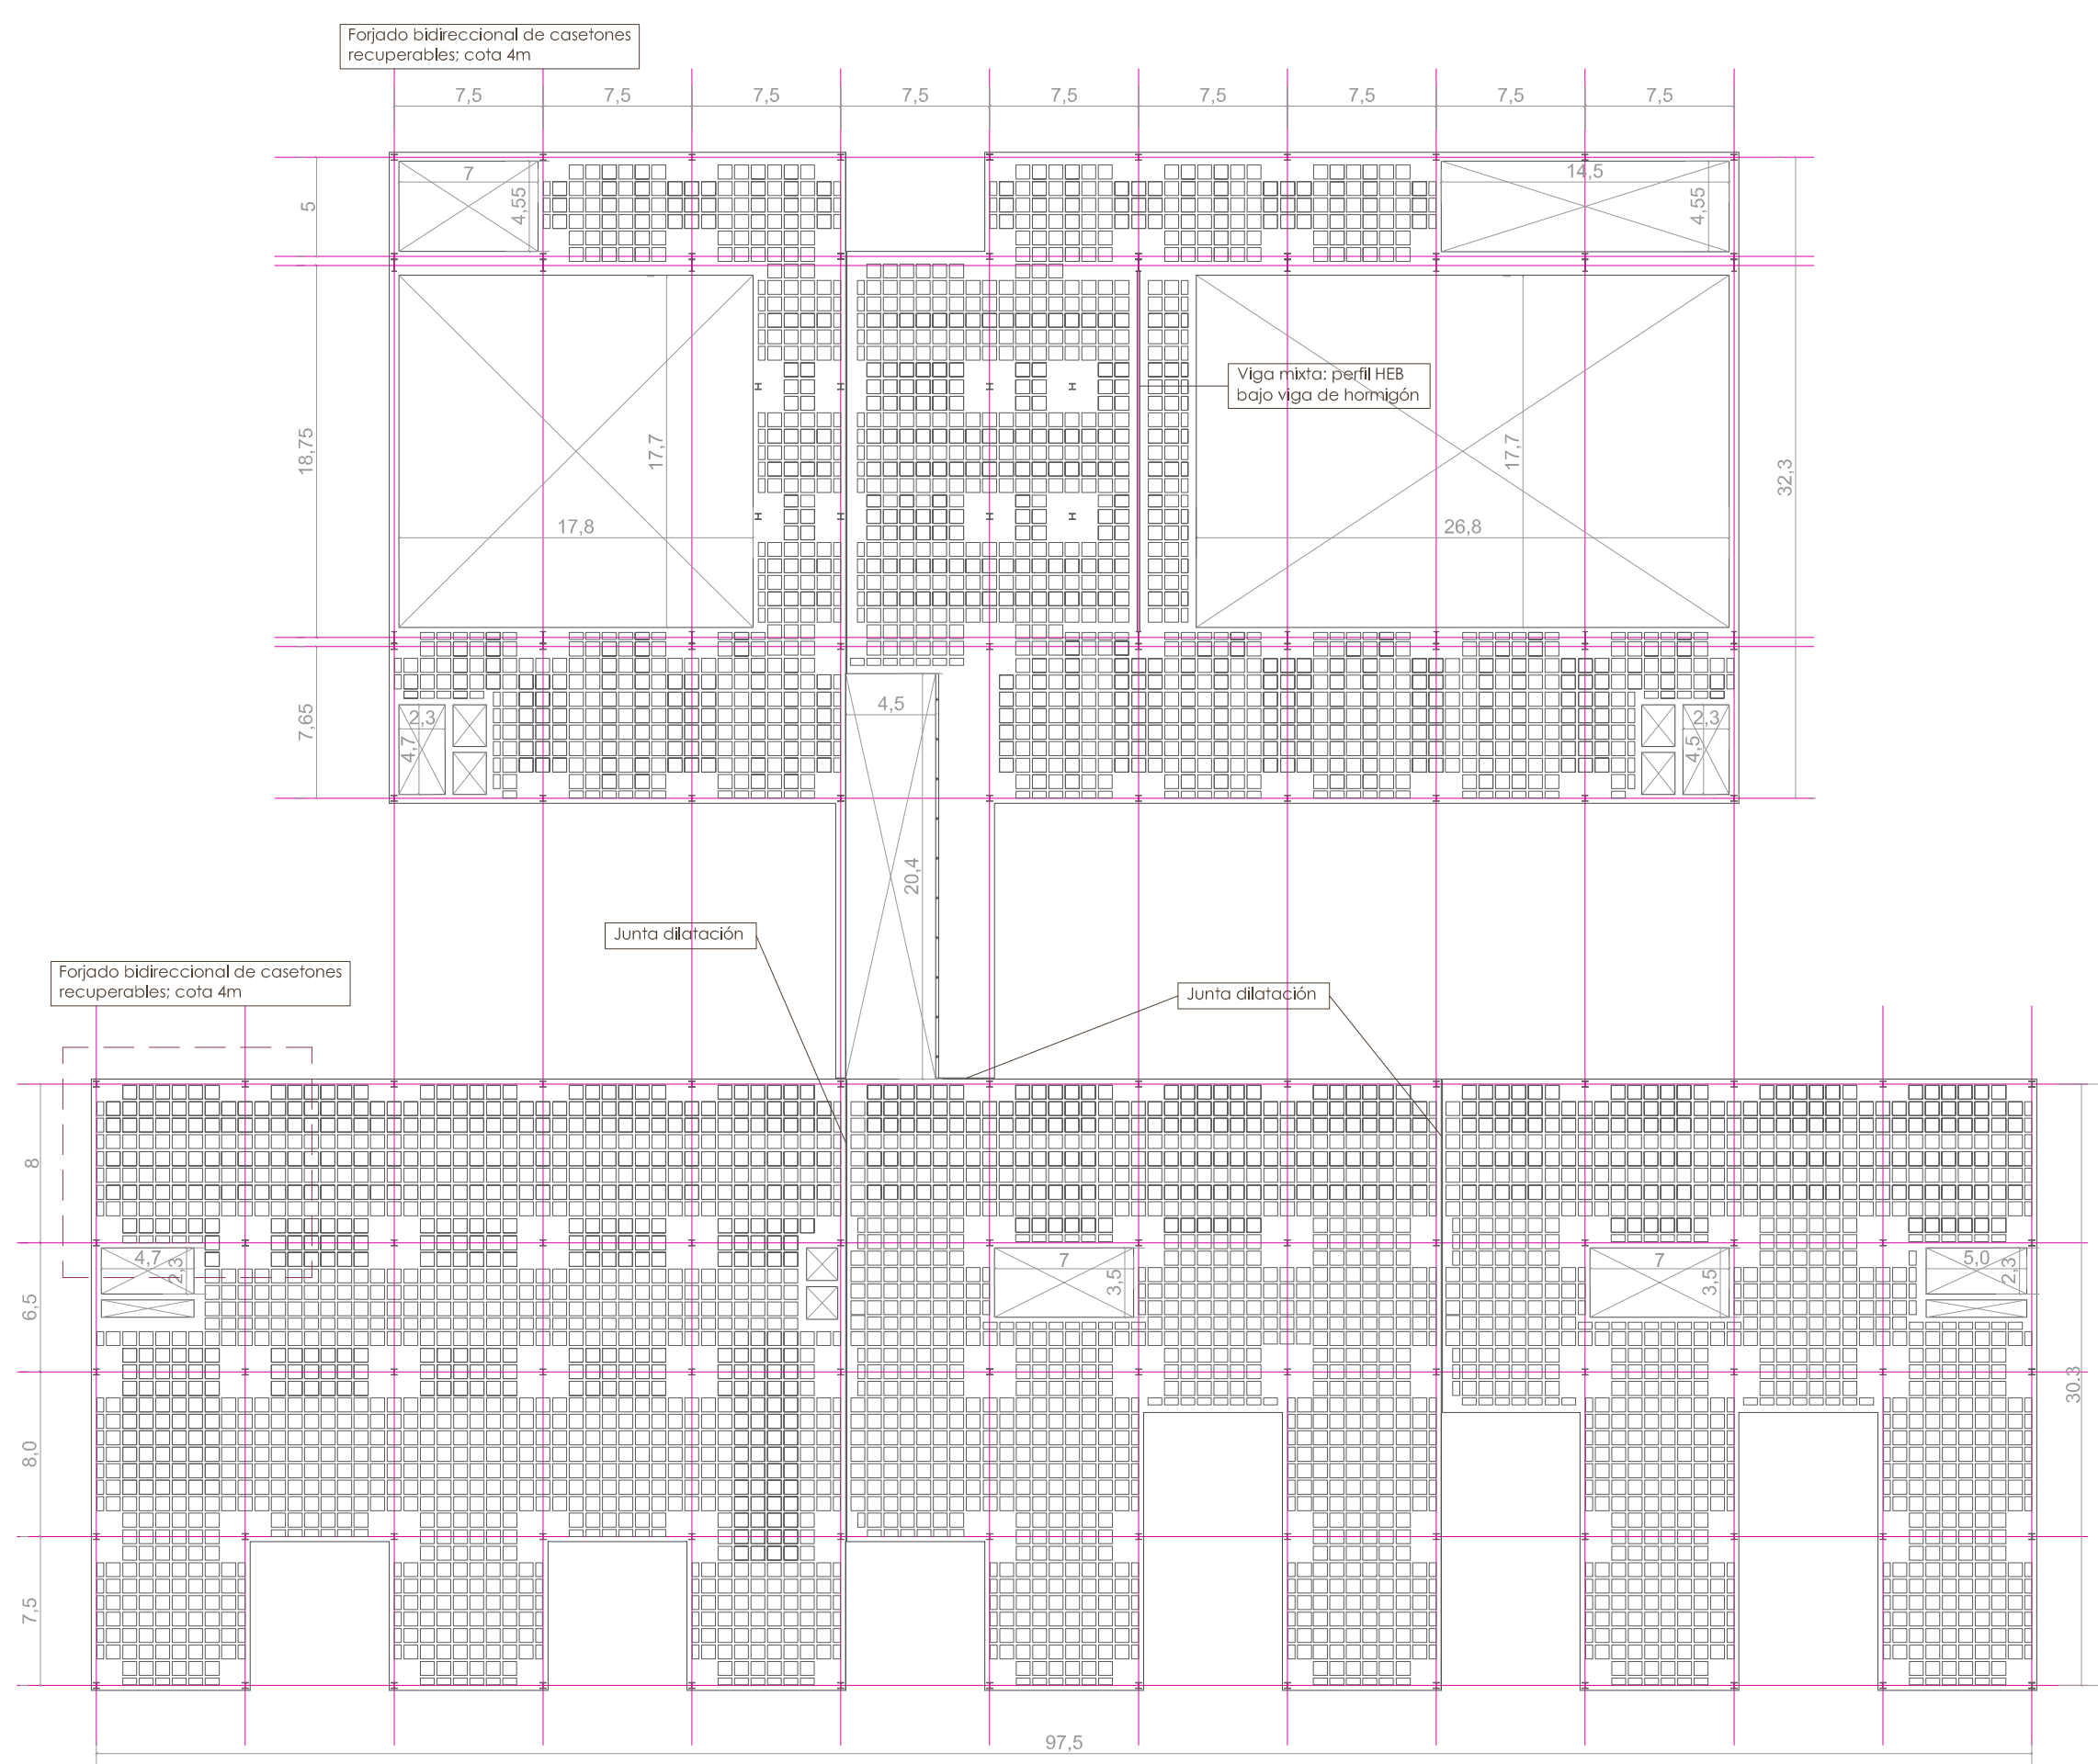 Forjado bidireccional de casetones
recuperables; cota 4m
7,5 7,5 7,5 7,5 7,5 7,5 7,5 7,5 7,5
7 14,5
5 4,55 4,55
Viga mixta: perfil HEB
bajo viga de hormigón
18,75 17,7 17,7 32,3
17,8 26,8
7,65 2,3 4,7 4,5 2,3 4,5
20,4
Junta dilatación
Forjado bidireccional de casetones
recuperables; cota 4m
Junta dilatación
8
4,7 2,3 7 3,5 7 3,5 5,0 2,3
6,5
30.3
8,0
7,5
97,5